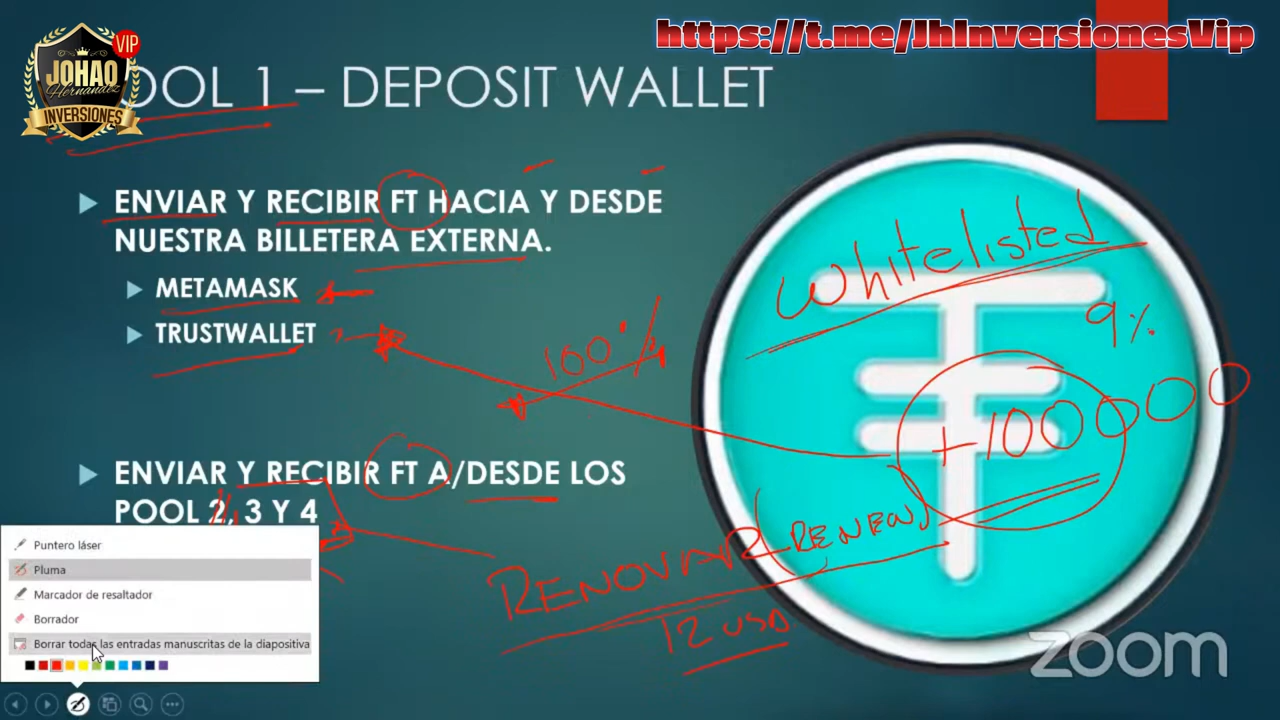 https://t.me/JhInversionesVip
VIP
JOHAO
Hernandez
INVERSIONES
OOL 1 – DEPOSIT WALLET
ENVIAR Y RECIBIR FT HACIA Y DESDE
NUESTRA BILLETERA EXTERNA.
METAMASK
TRUSTWALLET
Whitelisted
9%
100%
+100000
ENVIAR Y RECIBIR FT A/DESDE LOS
POOL 2, 3 Y 4
RENOVAR (RENEW)
12 USD
Puntero láser
Pluma
Marcador de resaltador
Borrador
Borrar todas las entradas manuscritas de la diapositiva
zoom